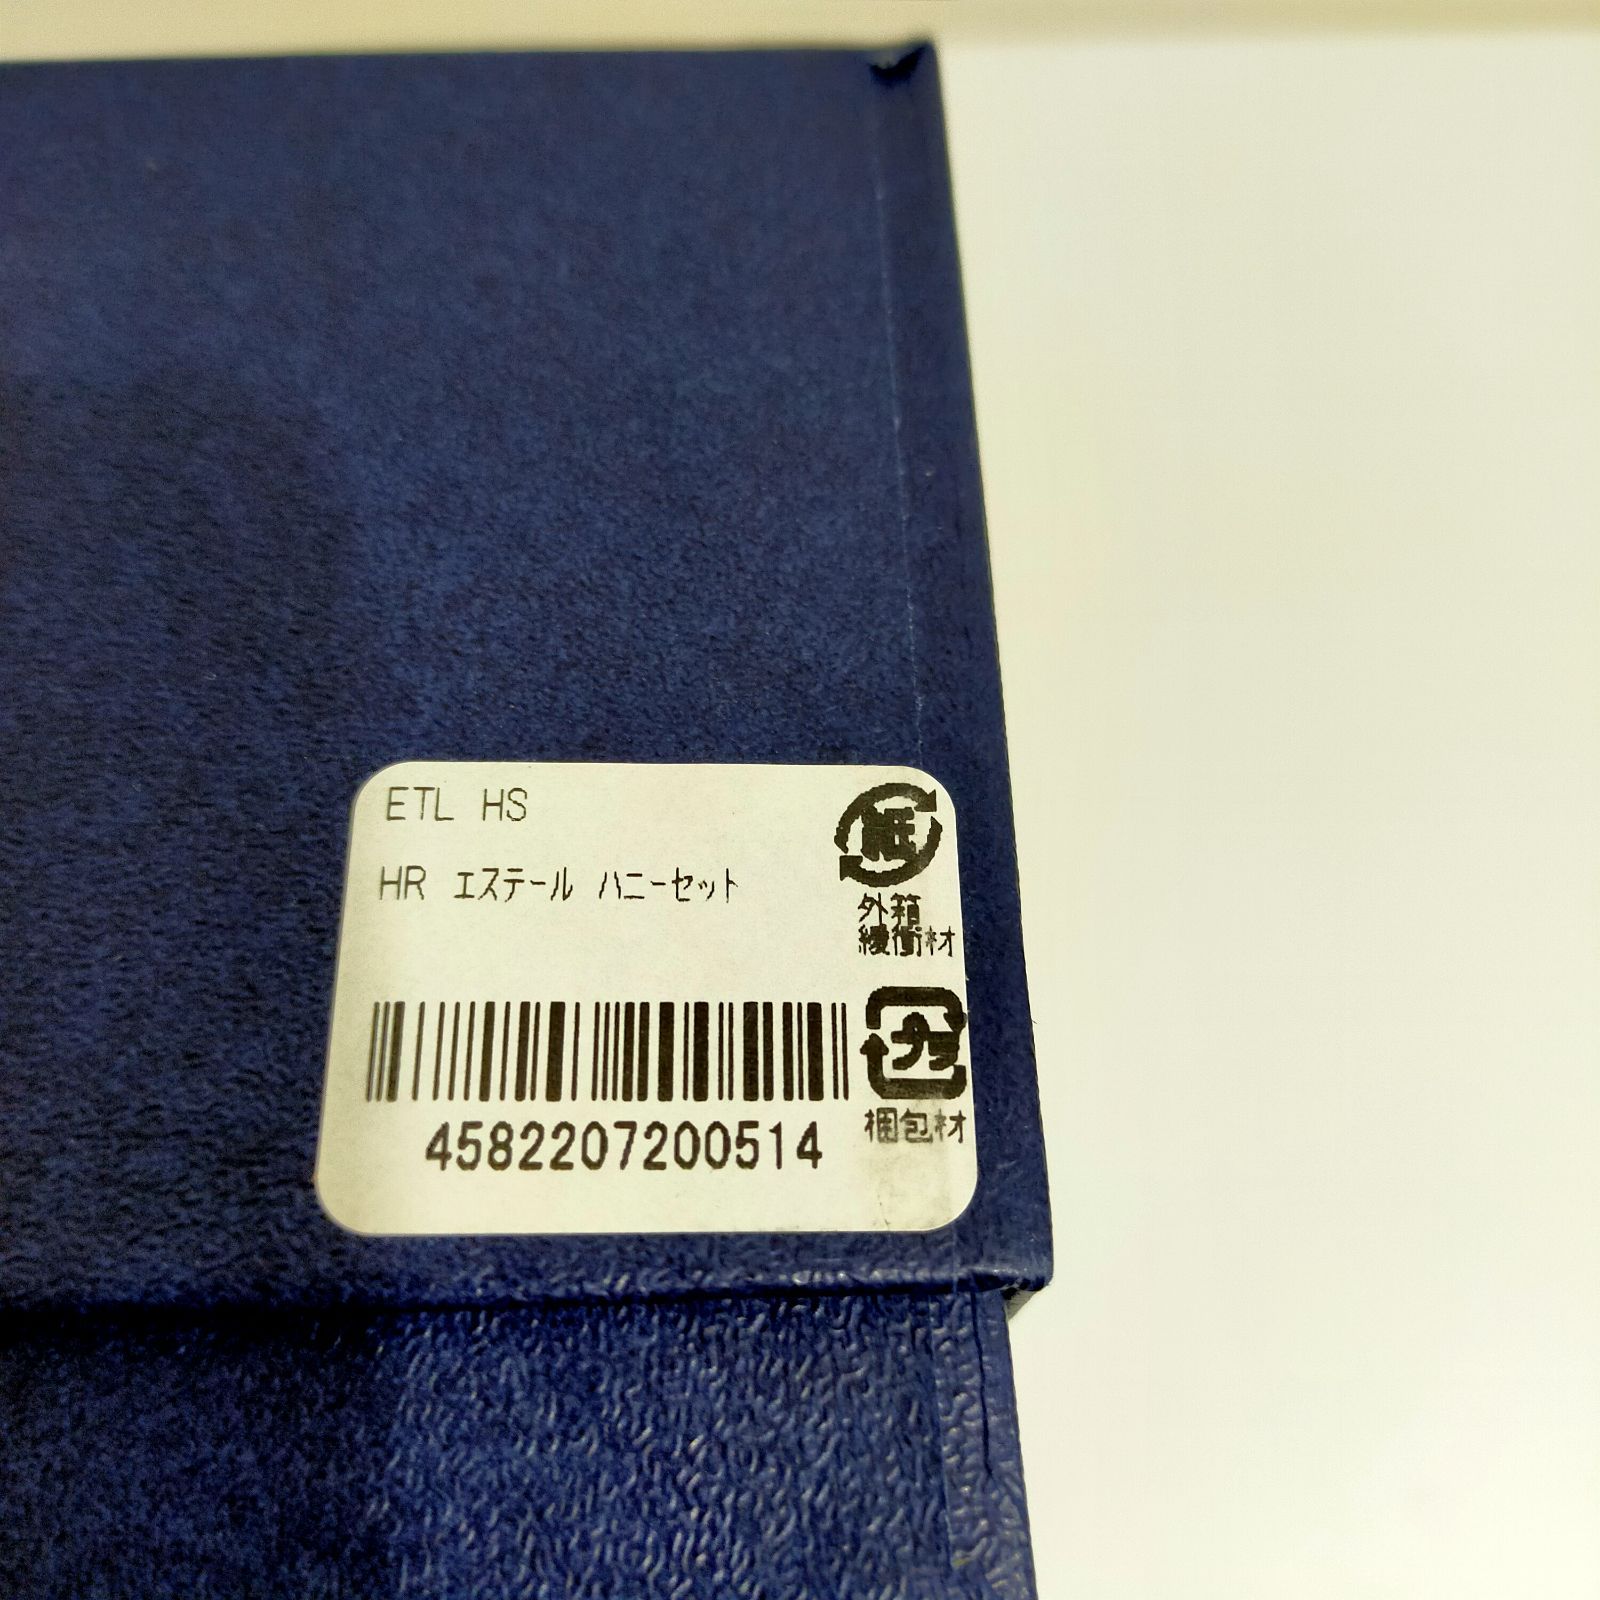 ETL HS
HR エステール ハニーセット
紙
外箱
緩衝材
4582207200514
プラ
梱包材